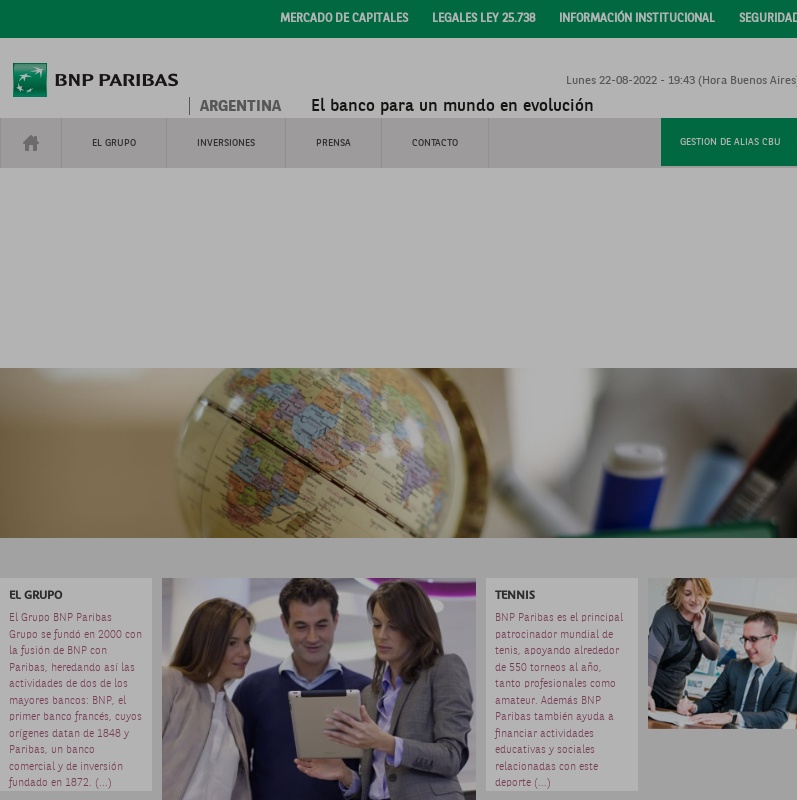 MERCADO DE CAPITALES LEGALES LEY 25.738 INFORMACIÓN INSTITUCIONAL SEGURIDAD
BNP PARIBAS
Lunes 22-08-2022 - 19:43 (Hora Buenos Aires)
ARGENTINA El banco para un mundo en evolución
EL GRUPO INVERSIONES PRENSA CONTACTO GESTION DE ALIAS CBU
EL GRUPO
El Grupo BNP Paribas
Grupo se fundó en 2000 con
la fusión de BNP con
Paribas, heredando así las
actividades de dos de los
mayores bancos: BNP, el
primer banco francés, cuyos
orígenes datan de 1848 y
Paribas, un banco
comercial y de inversión
fundado en 1872. (...)
TENNIS
BNP Paribas es el principal
patrocinador mundial de
tenis, apoyando alrededor
de 550 torneos al año,
tanto profesionales como
amateur. Además BNP
Paribas también ayuda a
financiar actividades
educativas y sociales
relacionadas con este
deporte (...)